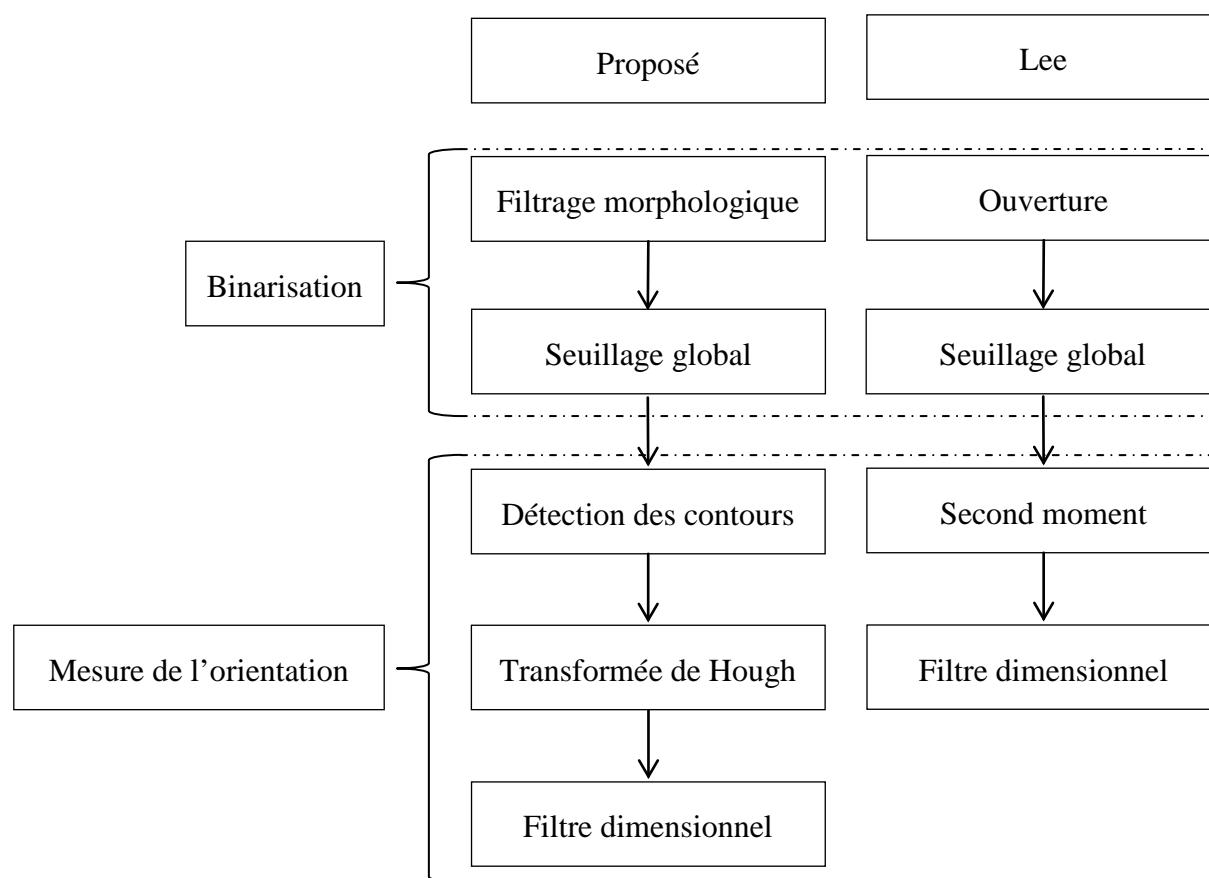 Proposé
Lee
Filtrage morphologique
Ouverture
Binarisation
Seuillage global
Seuillage global
Détection des contours
Second moment
Mesure de l’orientation
Transformée de Hough
Filtre dimensionnel
Filtre dimensionnel